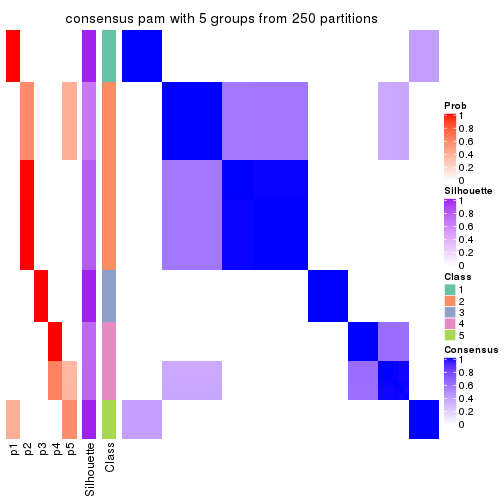 consensus pam with 5 groups from 250 partitions
Prob
1
0.8
0.6
0.4
0.2
0
Silhouette
1
0.8
0.6
0.4
0.2
0
Class
1
2
3
4
5
Consensus
1
0.8
0.6
0.4
0.2
0
p1
p2
p3
p4
p5
Silhouette
Class